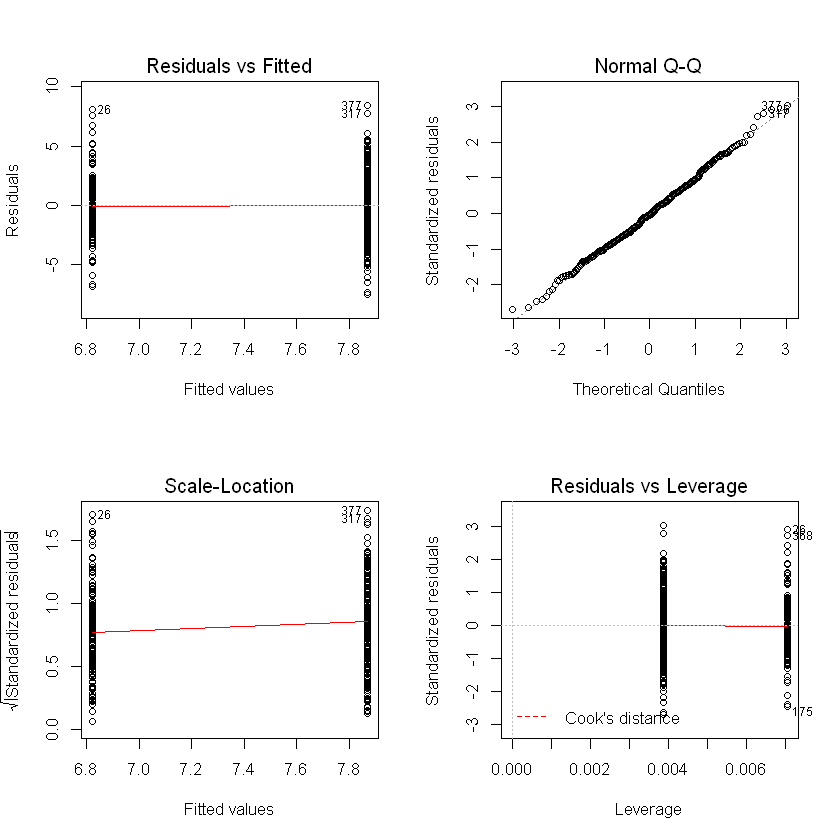 Residuals vs Fitted
Residuals
10
5
0
-5
26
377
317
6.8 7.0 7.2 7.4 7.6 7.8
Fitted values
Normal Q-Q
Standardized residuals
3
2
1
0
-1
-2
377
26
317
-3 -2 -1 0 1 2 3
Theoretical Quantiles
Scale-Location
√|Standardized residuals|
1.5
1.0
0.5
0.0
26
377
317
6.8 7.0 7.2 7.4 7.6 7.8
Fitted values
Residuals vs Leverage
Standardized residuals
3
2
1
0
-1
-2
-3
26
368
175
Cook's distance
0.000 0.002 0.004 0.006
Leverage